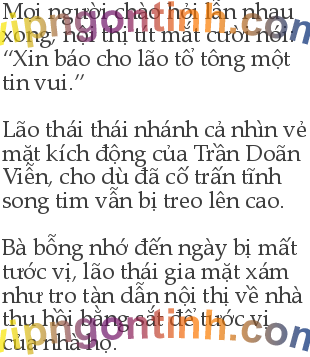 Mọi người chào hỏi lẫn nhau
xong, nội thị tít mắt cười nói:
“Xin báo cho lão tổ tông một
tin vui.”
Lão thái thái nhánh cả nhìn vẻ
mặt kích động của Trần Doãn
Viễn, cho dù đã cố trấn tĩnh
song tim vẫn bị treo lên cao.
Bà bỗng nhớ đến ngày bị mất
tước vị, lão thái gia mặt xám
như tro tàn dẫn nội thị về nhà
thu hồi bằng sắt để tước vị
của nhà họ.
vipngontinh.com
vipngontinh.com